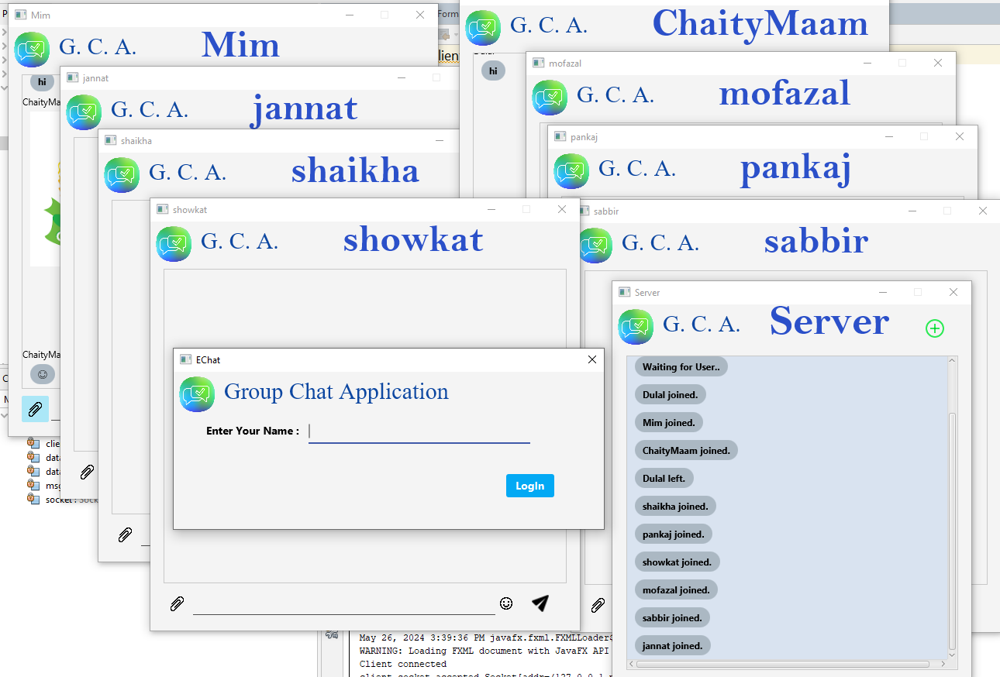 Mim
G. C. A.
Mim
hi
ChaityMa
ChaityMa
jannat
G. C. A.
jannat
shaikha
G. C. A.
shaikha
showkat
G. C. A.
showkat
EChat
Group Chat Application
Enter Your Name :
LogIn
Form
lien
G. C. A.
ChaityMaam
hi
mofazal
G. C. A.
mofazal
pankaj
G. C. A.
pankaj
sabbir
G. C. A.
sabbir
Server
G. C. A.
Server
Waiting for User..
Dulal joined.
Mim joined.
ChaityMaam joined.
Dulal left.
shaikha joined.
pankaj joined.
showkat joined.
mofazal joined.
sabbir joined.
jannat joined.
clie
data
data
msg
socket : Sock
May 26, 2024 3:39:36 PM javafx.fxml.FXMLLoader$
WARNING: Loading FXML document with JavaFX API
Client connected
client socket accepted Socket[addr=/127.0.0.1